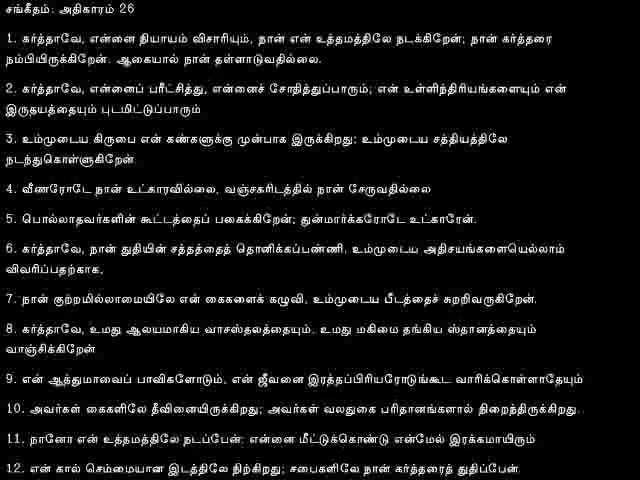 சங்கீதம்: அதிகாரம் 26
1. கர்த்தாவே, என்னை நியாயம் விசாரியும், நான் என் உத்தமத்திலே நடக்கிறேன்; நான் கர்த்தரை
நம்பியிருக்கிறேன். ஆகையால் நான் தள்ளாடுவதில்லை.
2. கர்த்தாவே, என்னைப் பரீட்சித்து, என்னைச் சோதித்துப்பாரும்; என் உள்ளிந்திரியங்களையும் என்
இருதயத்தையும் புடமிட்டுப்பாரும்
3. உம்முடைய கிருபை என் கண்களுக்கு முன்பாக இருக்கிறது; உம்முடைய சத்தியத்திலே
நடந்துகொள்ளுகிறேன்.
4. வீணரோடே நான் உட்காரவில்லை, வஞ்சகரிடத்தில் நான் சேருவதில்லை
5. பொல்லாதவர்களின் கூட்டத்தைப் பகைக்கிறேன்; துன்மார்க்கரோடே உட்காரேன்.
6. கர்த்தாவே, நான் துதியின் சத்தத்தைத் தொனிக்கப்பண்ணி, உம்முடைய அதிசயங்களையெல்லாம்
விவரிப்பதற்காக,
7. நான் குற்றமில்லாமையிலே என் கைகளைக் கழுவி, உம்முடைய பீடத்தைச் சுற்றிவருகிறேன்.
8. கர்த்தாவே, உமது ஆலயமாகிய வாசஸ்தலத்தையும், உமது மகிமை தங்கிய ஸ்தானத்தையும்
வாஞ்சிக்கிறேன்
9. என் ஆத்துமாவைப் பாவிகளோடும், என் ஜீவனை இரத்தப்பிரியரோடுங்கூட வாரிக்கொள்ளாதேயும்
10. அவர்கள் கைகளிலே தீவினையிருக்கிறது; அவர்கள் வலதுகை பரிதானங்களால் நிறைந்திருக்கிறது.
11. நானோ என் உத்தமத்திலே நடப்பேன்: என்னை மீட்டுக்கொண்டு என்மேல் இரக்கமாயிரும்
12. என் கால் செம்மையான இடத்திலே நிற்கிறது; சபைகளிலே நான் கர்த்தரைத் துதிப்பேன்.